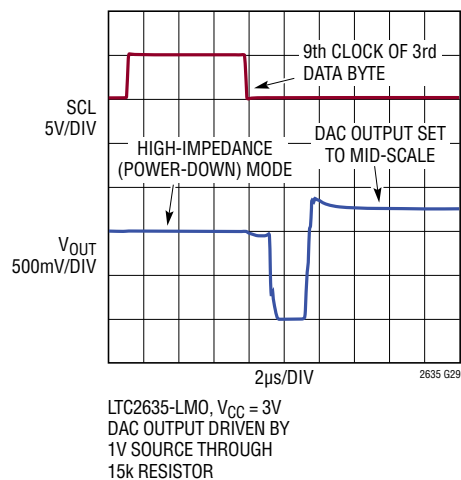 9th CLOCK OF 3rd
DATA BYTE
SCL
5V/DIV
DAC OUTPUT SET
TO MID-SCALE
HIGH-IMPEDANCE
(POWER-DOWN) MODE
VOUT
500mV/DIV
2µs/DIV
2635 G29
LTC2635-LMO, VCC = 3V
DAC OUTPUT DRIVEN BY
1V SOURCE THROUGH
15k RESISTOR